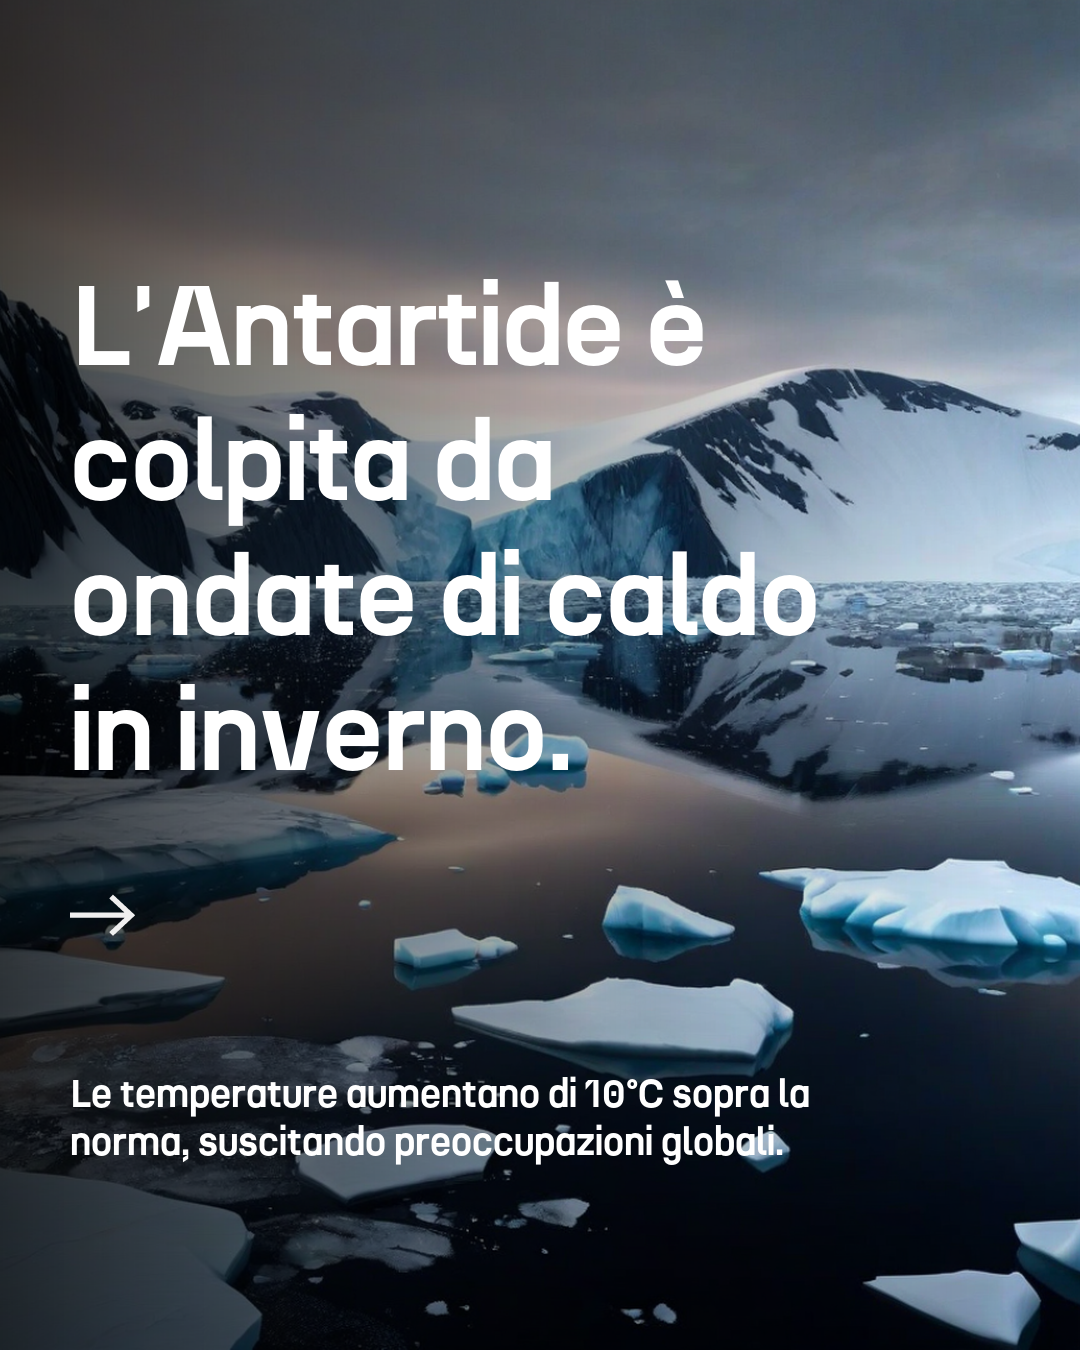 L'Antartide è
colpita da
ondate di caldo
in inverno.
Le temperature aumentano di 10°C sopra la
norma, suscitando preoccupazioni globali.